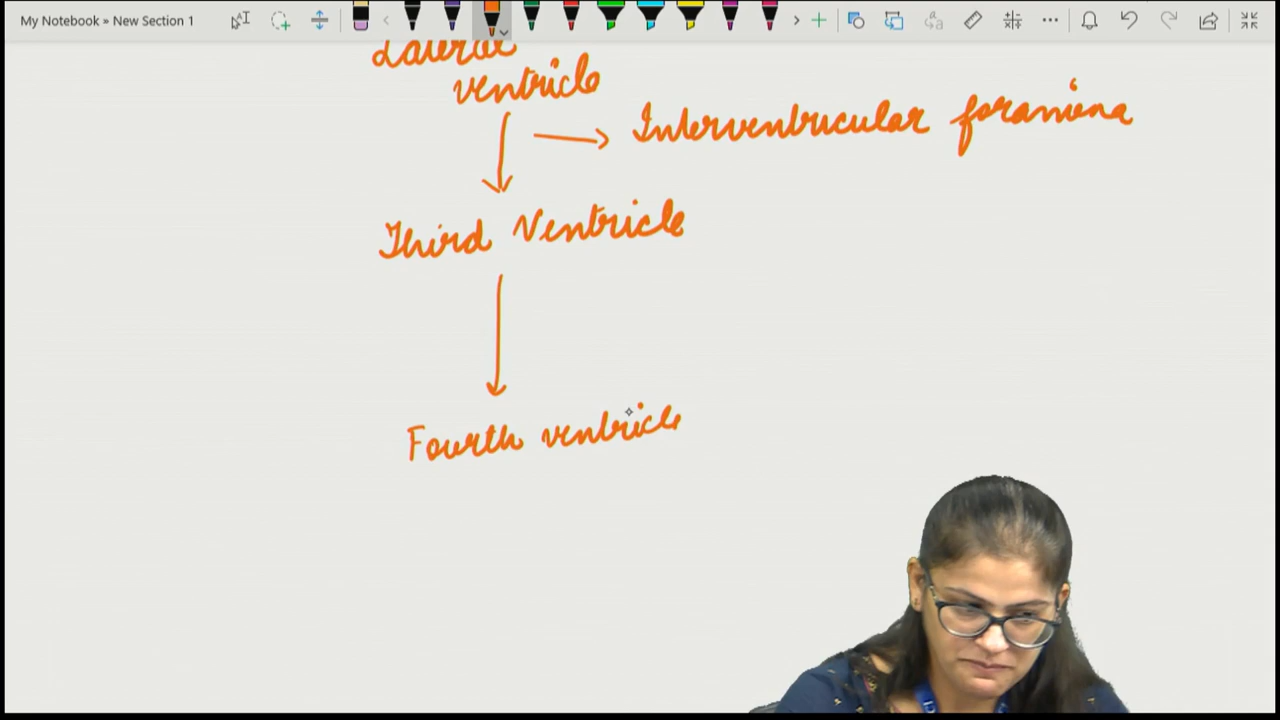 My Notebook » New Section 1
Lateral
ventricle
Interventricular foramina
Third Ventricle
Fourth ventricle